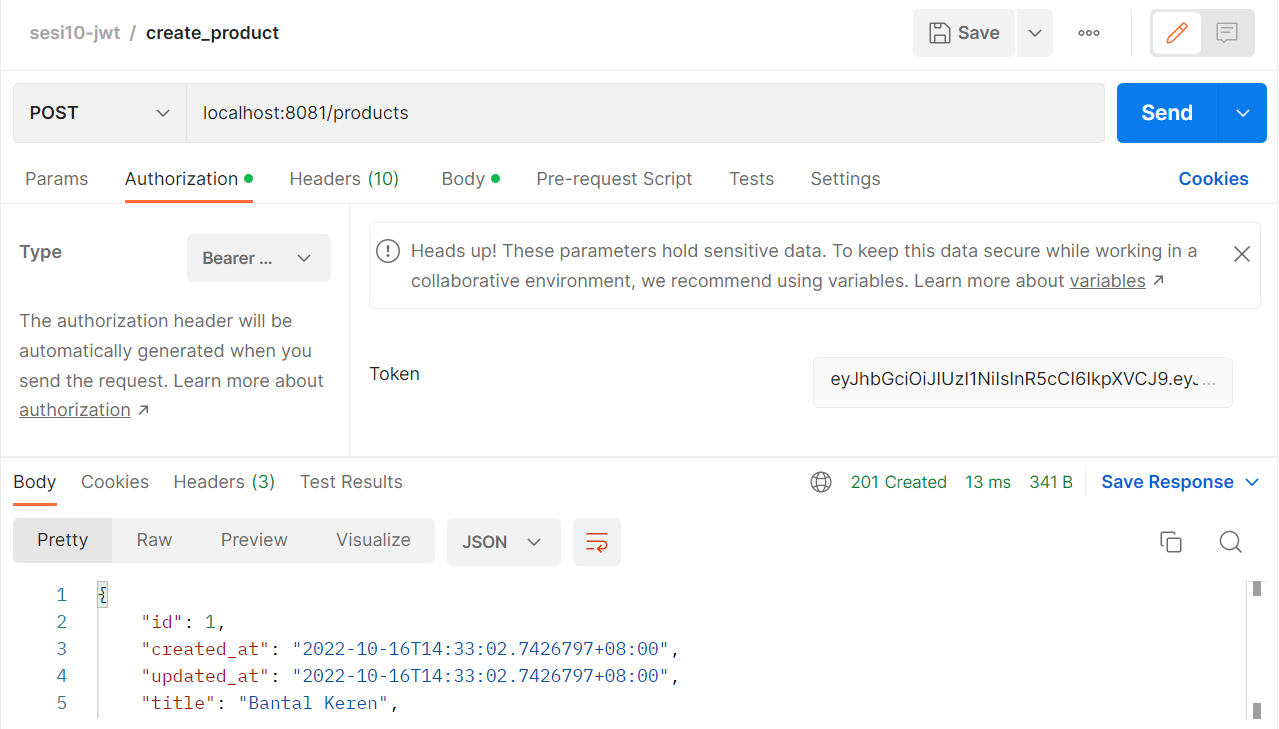 sesi10-jwt / create_product
Save
POST
localhost:8081/products
Send
Params
Authorization
Headers (10)
Body
Pre-request Script
Tests
Settings
Cookies
Type
Bearer ...
The authorization header will be
automatically generated when you
send the request. Learn more about
authorization ↗
Heads up! These parameters hold sensitive data. To keep this data secure while working in a
collaborative environment, we recommend using variables. Learn more about variables ↗
Token
eyJhbGciOiJIUzI1NiIsInR5cCI6IkpXVCJ9.eyJ...
Body
Cookies
Headers (3)
Test Results
201 Created
13 ms
341 B
Save Response
Pretty
Raw
Preview
Visualize
JSON
1 {
2 "id": 1,
3 "created_at": "2022-10-16T14:33:02.7426797+08:00",
4 "updated_at": "2022-10-16T14:33:02.7426797+08:00",
5 "title": "Bantal Keren",